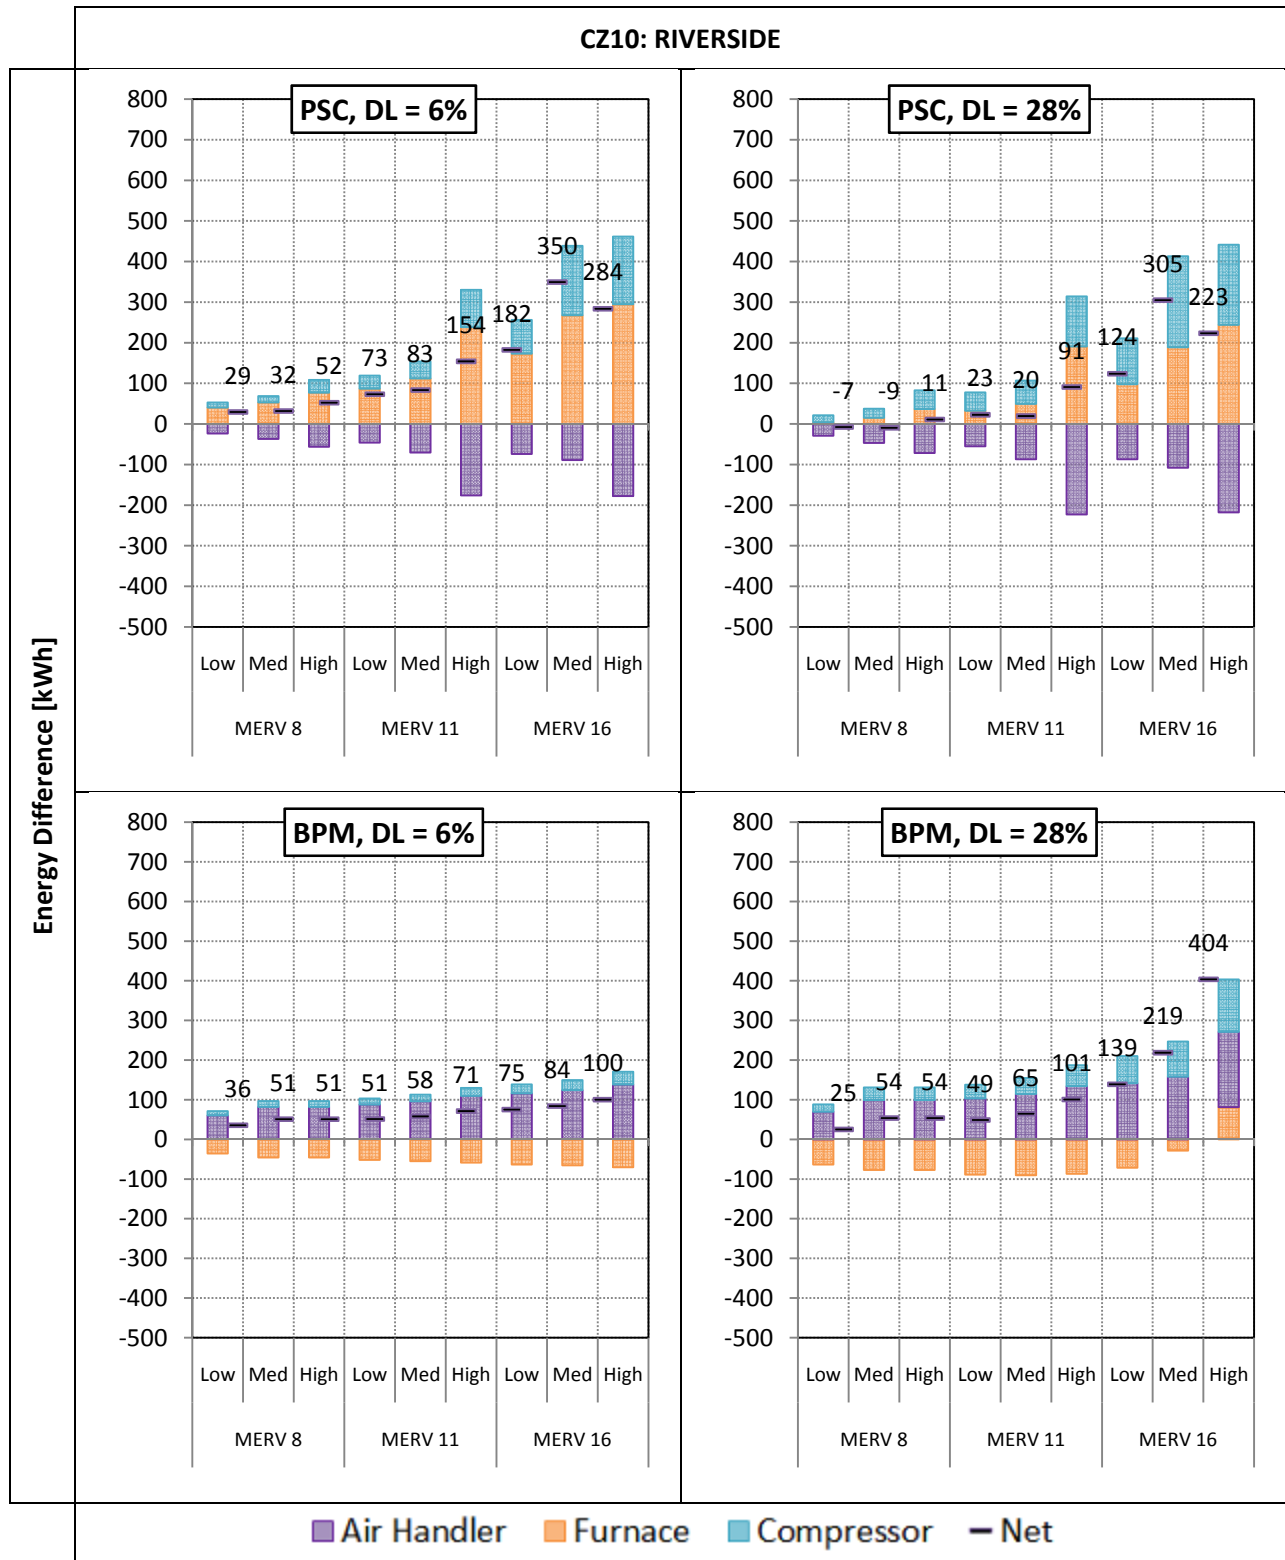 CZ10: RIVERSIDE
Energy Difference [kWh]
PSC, DL = 6%
800
700
600
500
400
300
200
100
0
-100
-200
-300
-400
-500
29 32 52 73 83 154 182 350 284
Low Med High Low Med High Low Med High
MERV 8 MERV 11 MERV 16
PSC, DL = 28%
800
700
600
500
400
300
200
100
0
-100
-200
-300
-400
-500
-7 -9 11 23 20 91 124 305 223
Low Med High Low Med High Low Med High
MERV 8 MERV 11 MERV 16
BPM, DL = 6%
800
700
600
500
400
300
200
100
0
-100
-200
-300
-400
-500
36 51 51 51 58 71 75 84 100
Low Med High Low Med High Low Med High
MERV 8 MERV 11 MERV 16
BPM, DL = 28%
800
700
600
500
400
300
200
100
0
-100
-200
-300
-400
-500
25 54 54 49 65 101 139 219 404
Low Med High Low Med High Low Med High
MERV 8 MERV 11 MERV 16
Air Handler Furnace Compressor Net